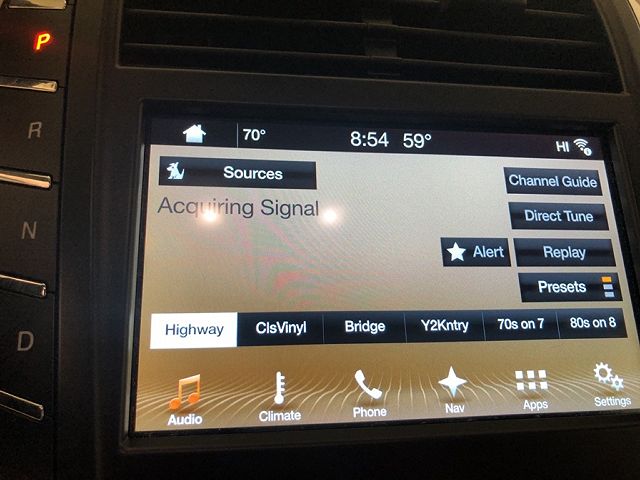 P
R
N
D
70° 8:54 59° HI
Sources
Acquiring Signal
Channel Guide
Direct Tune
Alert Replay
Presets
Highway ClsVinyl Bridge Y2Kntry 70s on 7 80s on 8
Audio Climate Phone Nav Apps Settings